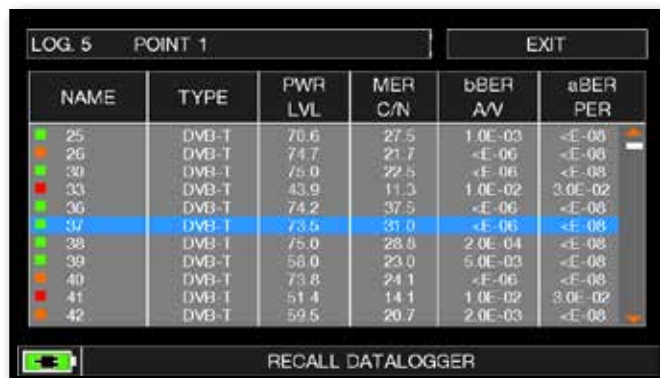 LOG. 5 POINT 1 EXIT
NAME TYPE PWR LVL MER C/N bBER A/V aBER PER
25 DVB-T 70.6 27.5 1.0E-03 <E-08
26 DVB-T 74.7 21.7 <E-06 <E-08
30 DVB-T 75.0 22.5 <E-06 <E-08
33 DVB-T 43.9 11.3 1.0E-02 3.0E-02
36 DVB-T 74.2 37.5 <E-06 <E-08
37 DVB-T 73.5 31.0 <E-06 <E-08
38 DVB-T 75.0 28.8 2.0E-04 <E-08
39 DVB-T 58.0 23.0 5.0E-03 <E-08
40 DVB-T 73.8 24.1 <E-06 <E-08
41 DVB-T 51.4 14.1 1.0E-02 3.0E-02
42 DVB-T 59.5 20.7 2.0E-03 <E-08
RECALL DATALOGGER